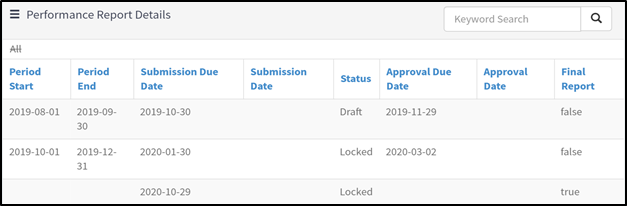 Performance Report Details
Keyword Search
All
Period Start Period End Submission Due Date Submission Date Status Approval Due Date Approval Date Final Report
2019-08-01 2019-09-30 2019-10-30 Draft 2019-11-29 false
2019-10-01 2019-12-31 2020-01-30 Locked 2020-03-02 false
2020-10-29 Locked true